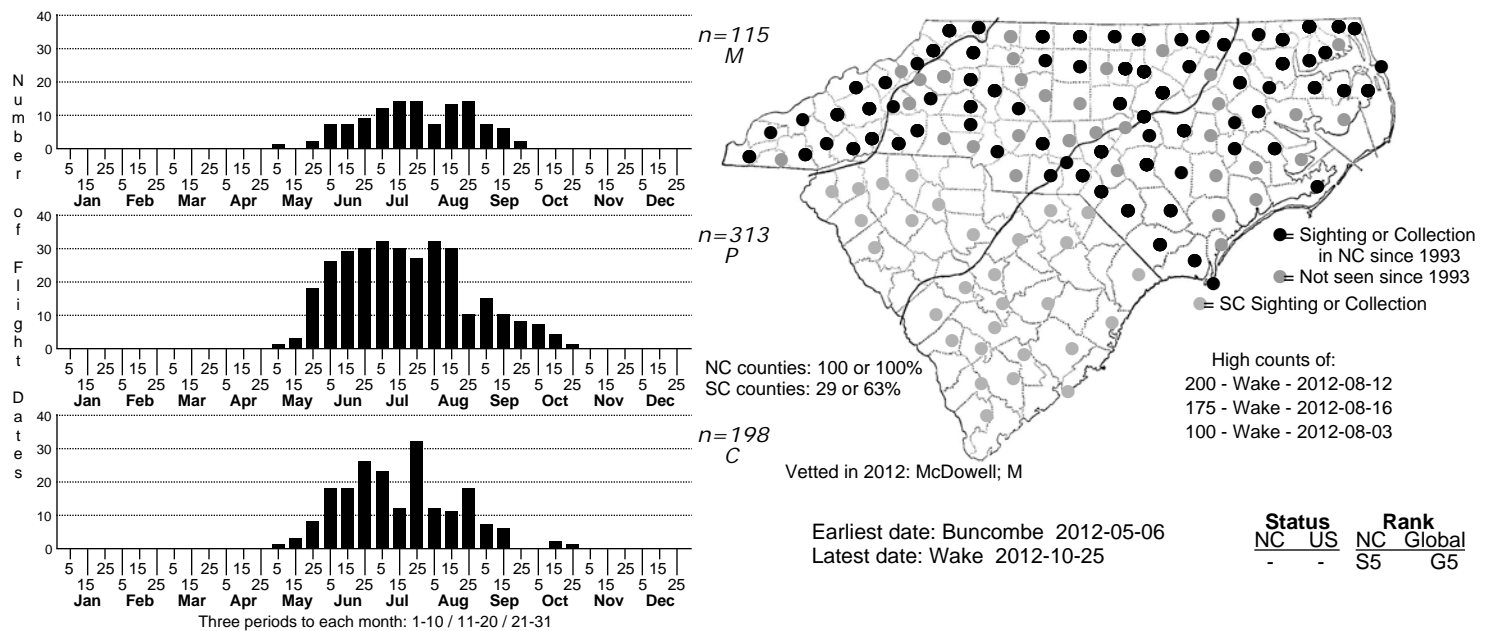 Number of Flight Dates
40
30
20
10
0
5 25 15 5 25 15 5 25 15 5 25 15 5 25 15 5 25 15
15 5 25 15 5 25 15 5 25 15 5 25 15 5 25 15 5 25
Jan Feb Mar Apr May Jun Jul Aug Sep Oct Nov Dec
n=115
M
40
30
20
10
0
5 25 15 5 25 15 5 25 15 5 25 15 5 25 15 5 25 15
15 5 25 15 5 25 15 5 25 15 5 25 15 5 25 15 5 25
Jan Feb Mar Apr May Jun Jul Aug Sep Oct Nov Dec
n=313
P
40
30
20
10
0
5 25 15 5 25 15 5 25 15 5 25 15 5 25 15 5 25 15
15 5 25 15 5 25 15 5 25 15 5 25 15 5 25 15 5 25
Jan Feb Mar Apr May Jun Jul Aug Sep Oct Nov Dec
n=198
C
Three periods to each month: 1-10 / 11-20 / 21-31
= Sighting or Collection
in NC since 1993
= Not seen since 1993
= SC Sighting or Collection
NC counties: 100 or 100%
SC counties: 29 or 63%
High counts of:
200 - Wake - 2012-08-12
175 - Wake - 2012-08-16
100 - Wake - 2012-08-03
Vetted in 2012: McDowell; M
Earliest date: Buncombe 2012-05-06
Latest date: Wake 2012-10-25
Status Rank
NC US NC Global
- - S5 G5